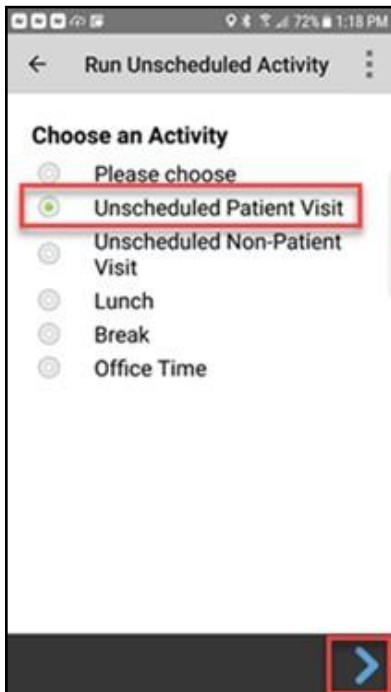 72% 1:18 PM
Run Unscheduled Activity
Choose an Activity
Please choose
Unscheduled Patient Visit
Unscheduled Non-Patient
Visit
Lunch
Break
Office Time